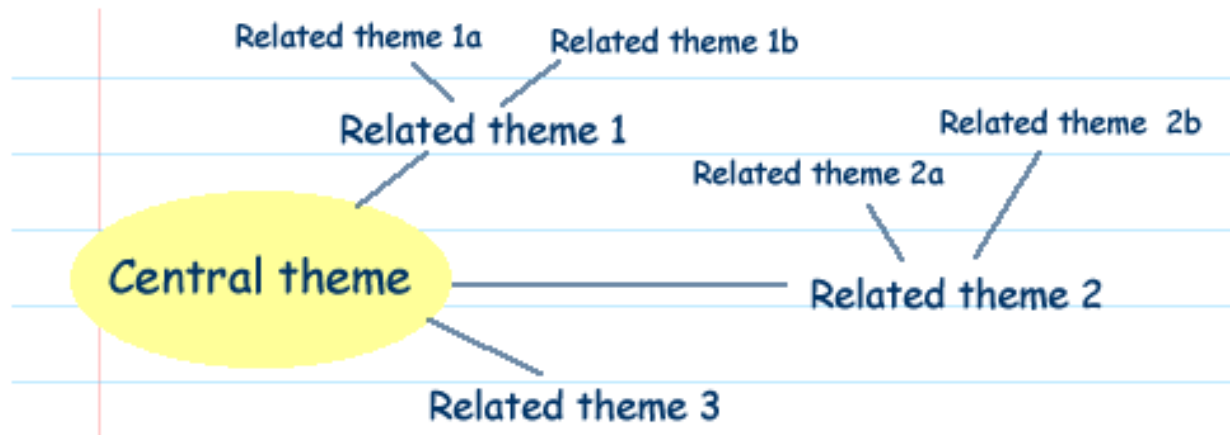 Related theme 1a
Related theme 1b
Related theme 1
Related theme 2b
Related theme 2a
Central theme
Related theme 2
Related theme 3